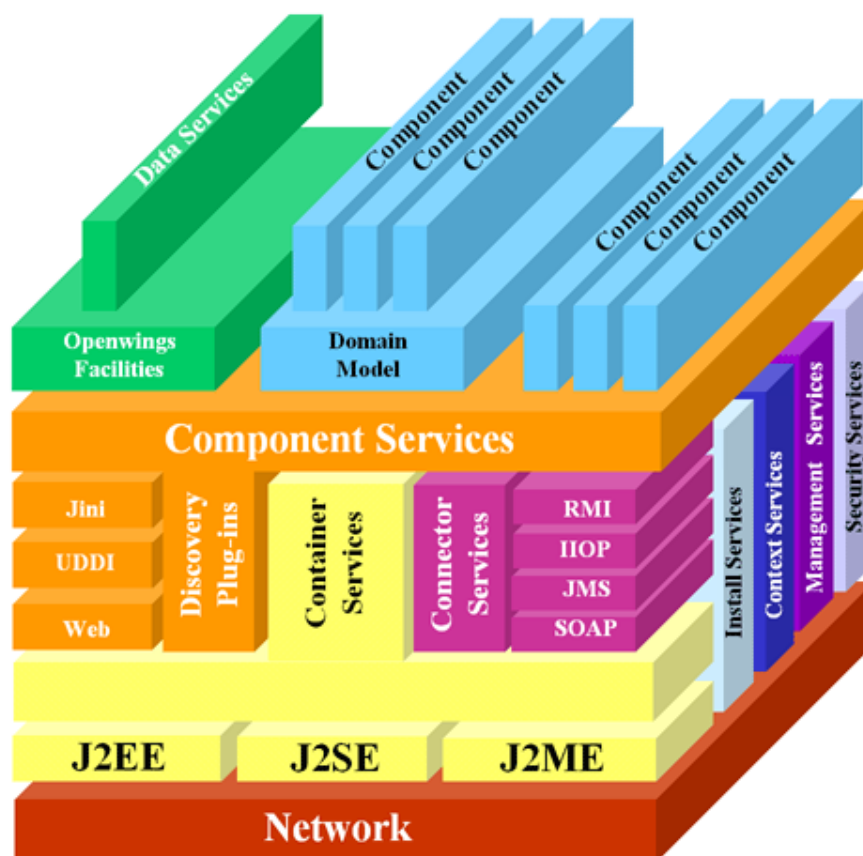 Data Services
Component
Component
Component
Component
Component
Component
Openwings
Facilities
Domain
Model
Component Services
Jini
UDDI
Web
Discovery
Plug-ins
Container
Services
Connector
Services
RMI
IIOP
JMS
SOAP
Install Services
Context Services
Management Services
Security Services
J2EE
J2SE
J2ME
Network